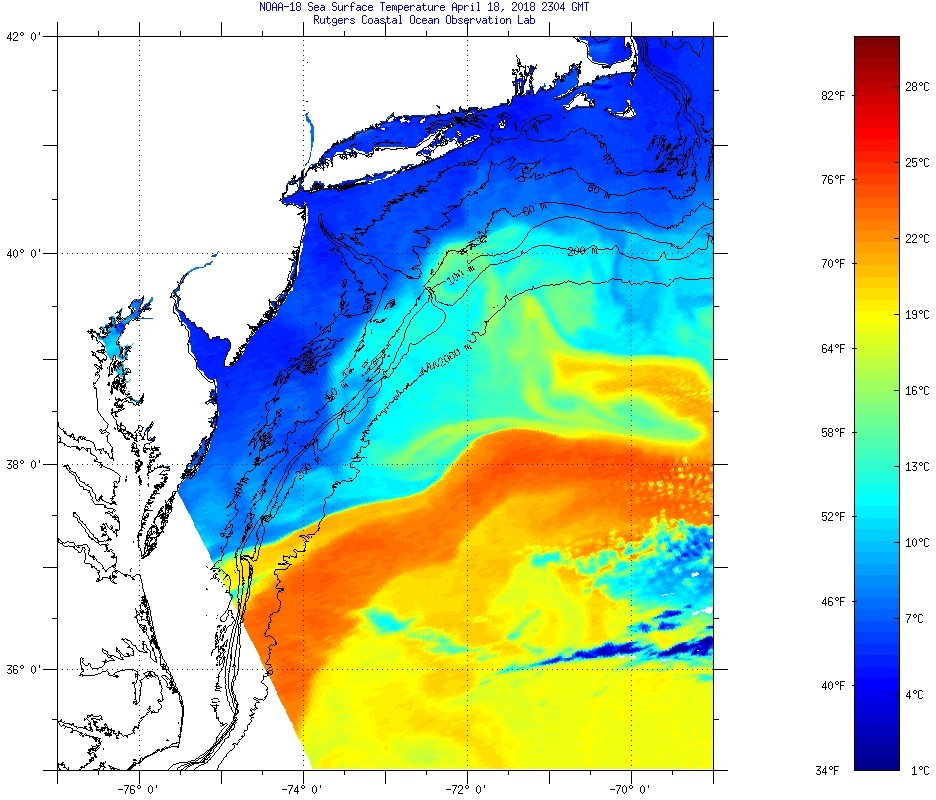 NOAA-18 Sea Surface Temperature April 18, 2018 2304 GMT
Rutgers Coastal Ocean Observation Lab
42° 0'
40° 0'
38° 0'
36° 0'
-76° 0'
-74° 0'
-72° 0'
-70° 0'
60 m
80 m
200 m
100 m
2000 m
82°F
76°F
70°F
64°F
58°F
52°F
46°F
40°F
34°F
28°C
25°C
22°C
19°C
16°C
13°C
10°C
7°C
4°C
1°C